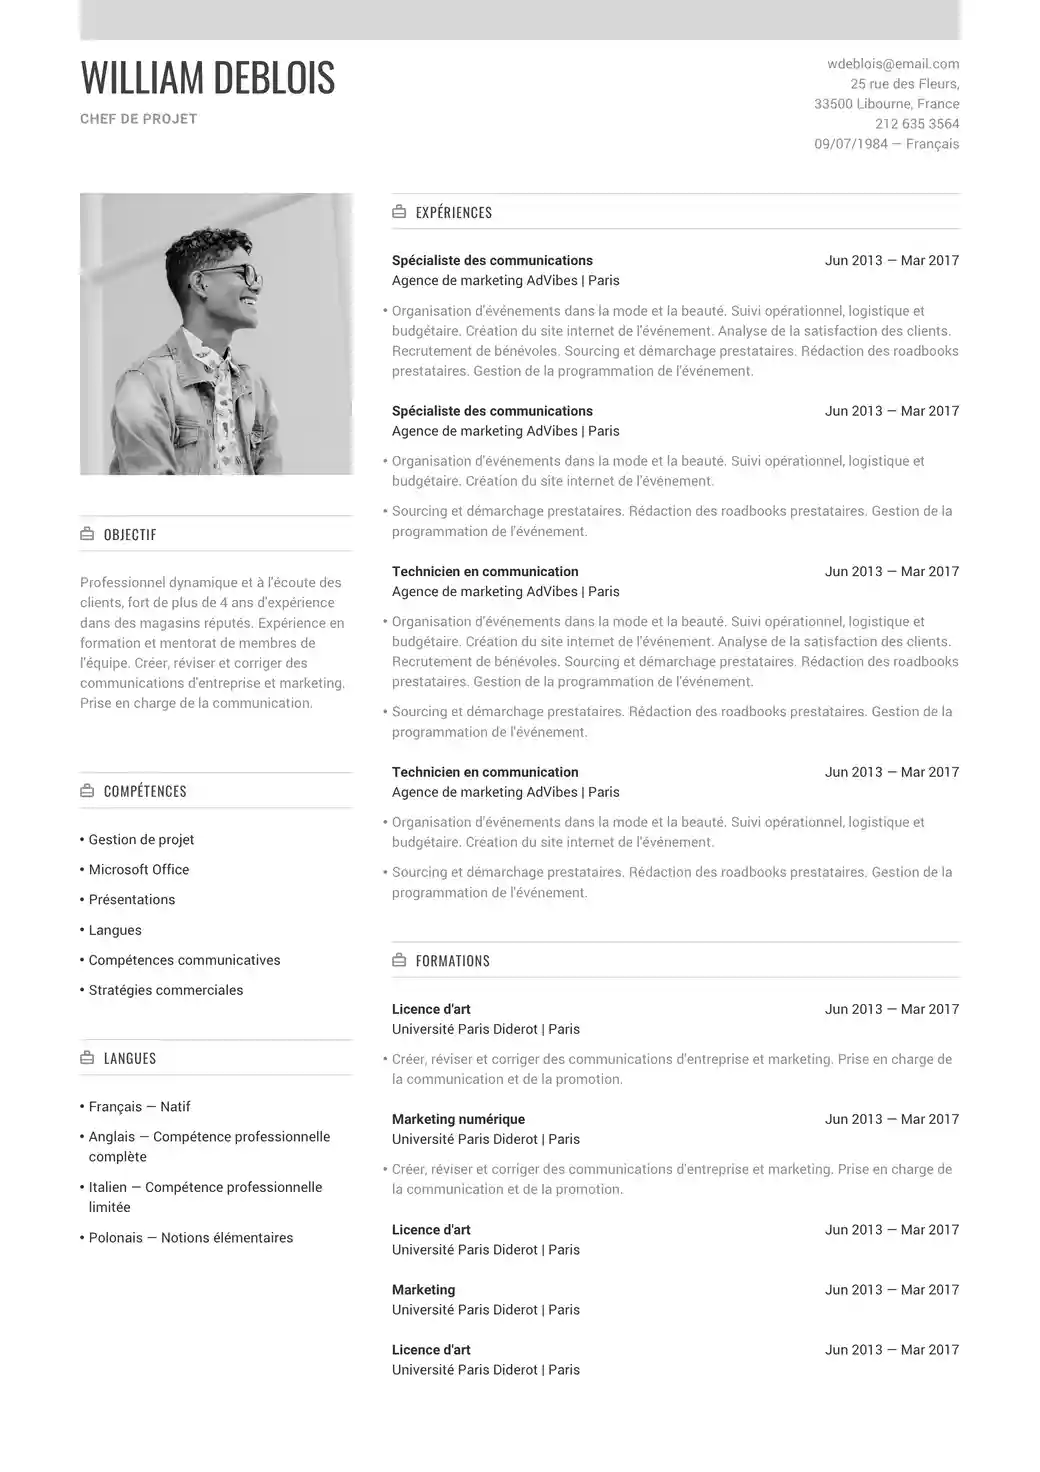 WILLIAM DEBLOIS
CHEF DE PROJET
wdeblois@email.com
25 rue des Fleurs,
33500 Libourne, France
212 635 3564
09/07/1984 — Français
OBJECTIF
Professionnel dynamique et à l'écoute des
clients, fort de plus de 4 ans d'expérience
dans des magasins réputés. Expérience en
formation et mentorat de membres de
l'équipe. Créer, réviser et corriger des
communications d'entreprise et marketing.
Prise en charge de la communication.
COMPÉTENCES
• Gestion de projet
• Microsoft Office
• Présentations
• Langues
• Compétences communicatives
• Stratégies commerciales
LANGUES
• Français — Natif
• Anglais — Compétence professionnelle
complète
• Italien — Compétence professionnelle
limitée
• Polonais — Notions élémentaires
EXPÉRIENCES
Spécialiste des communications Jun 2013 — Mar 2017
Agence de marketing AdVibes | Paris
• Organisation d'événements dans la mode et la beauté. Suivi opérationnel, logistique et
budgétaire. Création du site internet de l'événement. Analyse de la satisfaction des clients.
Recrutement de bénévoles. Sourcing et démarchage prestataires. Rédaction des roadbooks
prestataires. Gestion de la programmation de l'événement.
Spécialiste des communications Jun 2013 — Mar 2017
Agence de marketing AdVibes | Paris
• Organisation d'événements dans la mode et la beauté. Suivi opérationnel, logistique et
budgétaire. Création du site internet de l'événement.
• Sourcing et démarchage prestataires. Rédaction des roadbooks prestataires. Gestion de la
programmation de l'événement.
Technicien en communication Jun 2013 — Mar 2017
Agence de marketing AdVibes | Paris
• Organisation d'événements dans la mode et la beauté. Suivi opérationnel, logistique et
budgétaire. Création du site internet de l'événement. Analyse de la satisfaction des clients.
Recrutement de bénévoles. Sourcing et démarchage prestataires. Rédaction des roadbooks
prestataires. Gestion de la programmation de l'événement.
• Sourcing et démarchage prestataires. Rédaction des roadbooks prestataires. Gestion de la
programmation de l'événement.
Technicien en communication Jun 2013 — Mar 2017
Agence de marketing AdVibes | Paris
• Organisation d'événements dans la mode et la beauté. Suivi opérationnel, logistique et
budgétaire. Création du site internet de l'événement.
• Sourcing et démarchage prestataires. Rédaction des roadbooks prestataires. Gestion de la
programmation de l'événement.
FORMATIONS
Licence d'art Jun 2013 — Mar 2017
Université Paris Diderot | Paris
• Créer, réviser et corriger des communications d'entreprise et marketing. Prise en charge de
la communication et de la promotion.
Marketing numérique Jun 2013 — Mar 2017
Université Paris Diderot | Paris
• Créer, réviser et corriger des communications d'entreprise et marketing. Prise en charge de
la communication et de la promotion.
Licence d'art Jun 2013 — Mar 2017
Université Paris Diderot | Paris
Marketing Jun 2013 — Mar 2017
Université Paris Diderot | Paris
Licence d'art Jun 2013 — Mar 2017
Université Paris Diderot | Paris